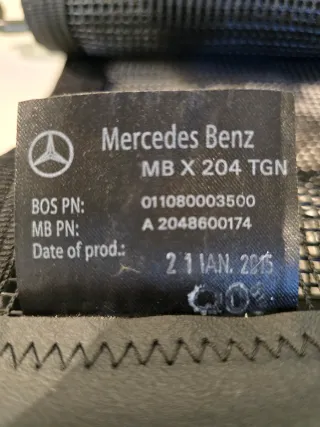 Mercedes Benz
MB X 204 TGN
BOS PN: 011080003500
MB PN: A 2048600174
Date of prod.: 21 JAN. 2015